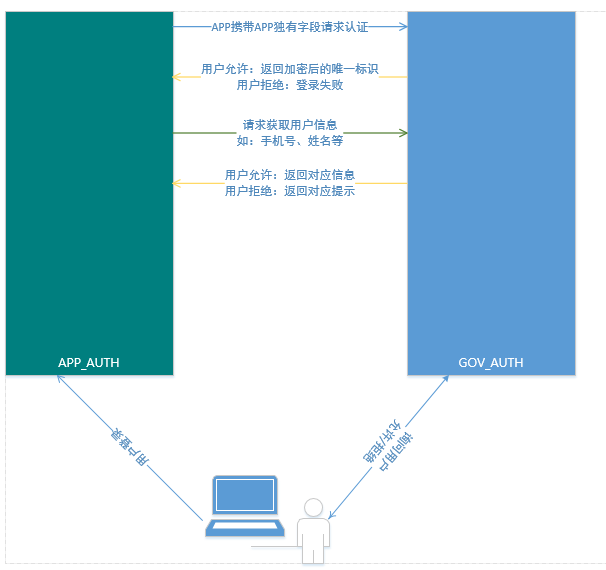 APP携带APP独有字段请求认证
用户允许：返回加密后的唯一标识
用户拒绝：登录失败
请求获取用户信息
如：手机号、姓名等
用户允许：返回对应信息
用户拒绝：返回对应提示
APP_AUTH
GOV_AUTH
用户登录
询问用户
允许/拒绝